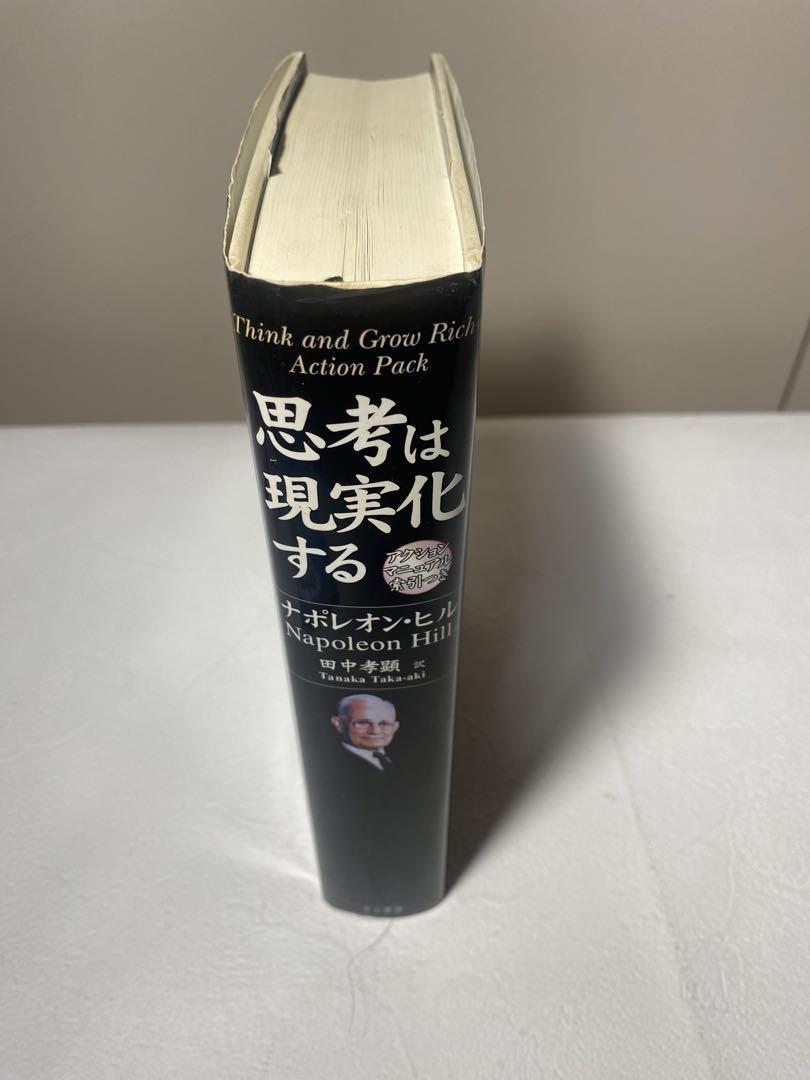 Think and Grow Rich
Action Pack
思考は
現実化
する
アクション
マニュアル
索引つき
ナポレオン・ヒル
Napoleon Hill
田中孝顕 訳
Tanaka Taka-aki